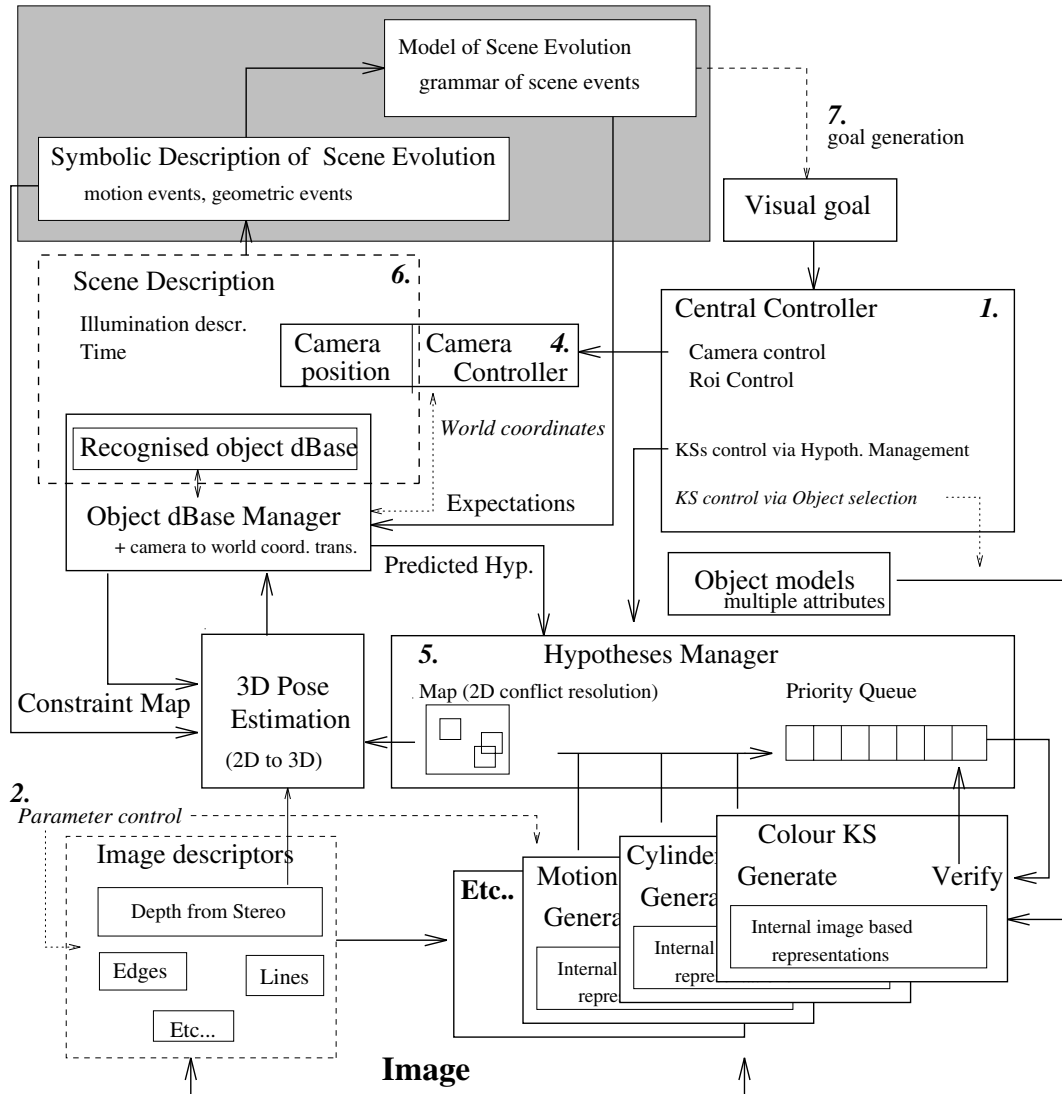 Model of Scene Evolution
grammar of scene events
7.
goal generation
Symbolic Description of Scene Evolution
motion events, geometric events
Visual goal
Scene Description
6.
Illumination descr.
Time
Camera
position
Camera
4.
Controller
Central Controller
1.
Camera control
Roi Control
KSs control via Hypoth. Management
KS control via Object selection
World coordinates
Recognised object dBase
Object dBase Manager
+ camera to world coord. trans.
Expectations
Predicted Hyp.
Object models
multiple attributes
5.
Hypotheses Manager
Map (2D conflict resolution)
Priority Queue
3D Pose
Estimation
(2D to 3D)
Constraint Map
2.
Parameter control
Image descriptors
Depth from Stereo
Edges
Lines
Etc...
Etc..
Motion
Genera
Internal
repres
Cylinde
Genera
Internal
repres
Colour KS
Generate
Verify
Internal image based
representations
Image